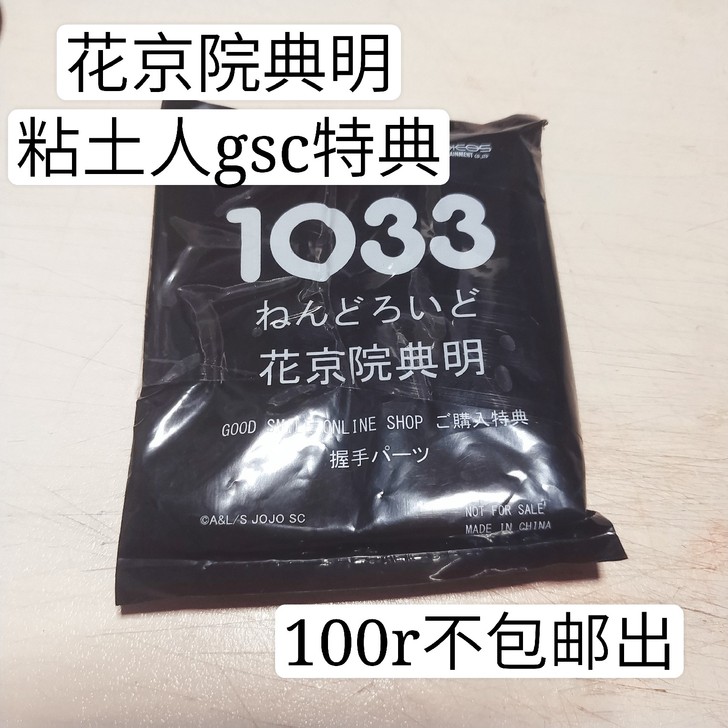 花京院典明
粘土人gsc特典
1033
ねんどろいど
花京院典明
GOOD SMILE ONLINE SHOP ご購入特典
握手パーツ
©A&L/S JOJO SC
NOT FOR SALE
MADE IN CHINA
100r不包邮出